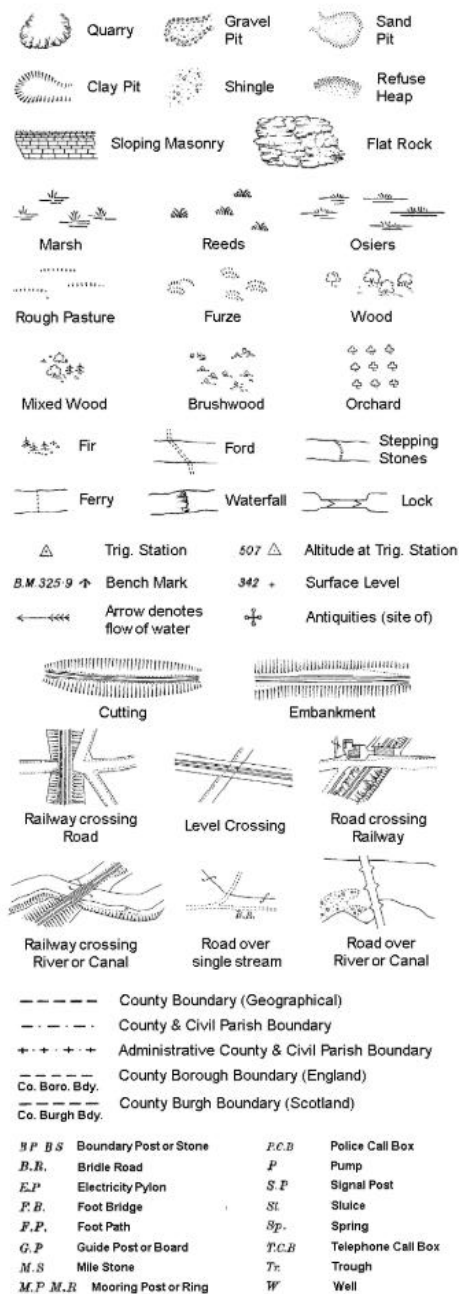 Quarry
Gravel
Pit
Sand
Pit
Clay Pit
Shingle
Refuse
Heap
Sloping Masonry
Flat Rock
Marsh
Reeds
Osiers
Rough Pasture
Furze
Wood
Mixed Wood
Brushwood
Orchard
Fir
Ford
Stepping
Stones
Ferry
Waterfall
Lock
Trig. Station
507 Altitude at Trig. Station
B.M. 325·9 Bench Mark
342 + Surface Level
Arrow denotes
flow of water
Antiquities (site of)
Cutting
Embankment
Railway crossing
Road
Level Crossing
Road crossing
Railway
Railway crossing
River or Canal
B.R.
Road over
single stream
Road over
River or Canal
County Boundary (Geographical)
County & Civil Parish Boundary
Administrative County & Civil Parish Boundary
Co. Boro. Bdy. County Borough Boundary (England)
Co. Burgh Bdy. County Burgh Boundary (Scotland)
B P B S Boundary Post or Stone
B.R. Bridle Road
E.P Electricity Pylon
F.B. Foot Bridge
F.P. Foot Path
G.P Guide Post or Board
M.S Mile Stone
M.P M.R Mooring Post or Ring
P.C.B Police Call Box
P Pump
S.P Signal Post
Sl. Sluice
Sp. Spring
T.C.B Telephone Call Box
Tr. Trough
W Well